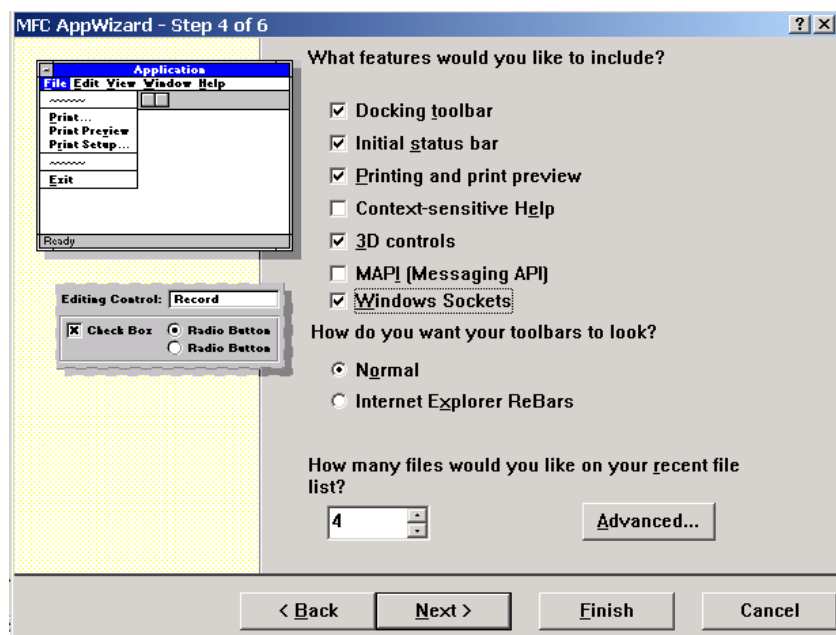 MFC AppWizard - Step 4 of 6
Application
File Edit View Window Help
Print...
Print Preview
Print Setup...
Exit
Ready
Editing Control: Record
Check Box
Radio Button
Radio Button
What features would you like to include?
Docking toolbar
Initial status bar
Printing and print preview
Context-sensitive Help
3D controls
MAPI (Messaging API)
Windows Sockets
How do you want your toolbars to look?
Normal
Internet Explorer ReBars
How many files would you like on your recent file
list?
4
Advanced...
< Back
Next >
Finish
Cancel